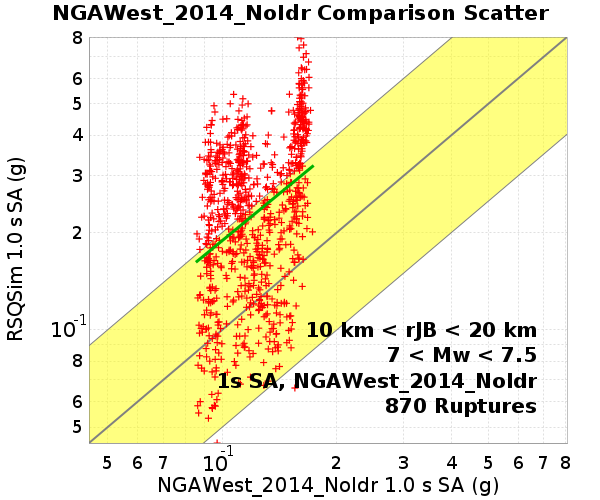 NGAWest_2014_NoIdr Comparison Scatter
RSQSim 1.0 s SA (g)
8
6
5
4
3
2
10-1
8
6
5
10 km < rJB < 20 km
7 < Mw < 7.5
1s SA, NGAWest_2014_NoIdr
870 Ruptures
5 6 7 10-1 2 3 4 5 6 7 8
NGAWest_2014_NoIdr 1.0 s SA (g)